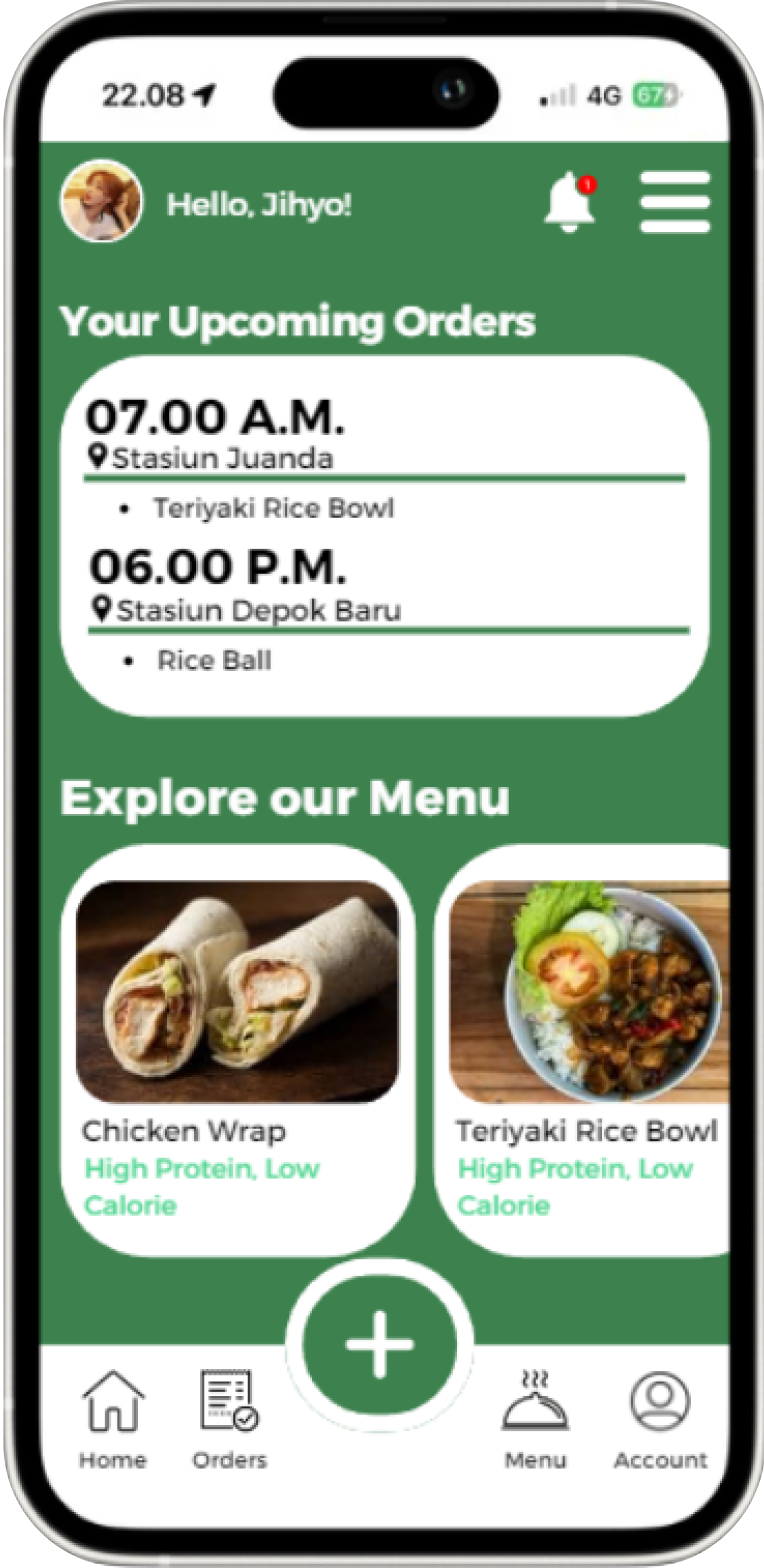 22.08 4G 67
Hello, Jihyo! 1
Your Upcoming Orders
07.00 A.M.
Stasiun Juanda
• Teriyaki Rice Bowl
06.00 P.M.
Stasiun Depok Baru
• Rice Ball
Explore our Menu
Chicken Wrap
High Protein, Low
Calorie
Teriyaki Rice Bowl
High Protein, Low
Calorie
Home Orders Menu Account